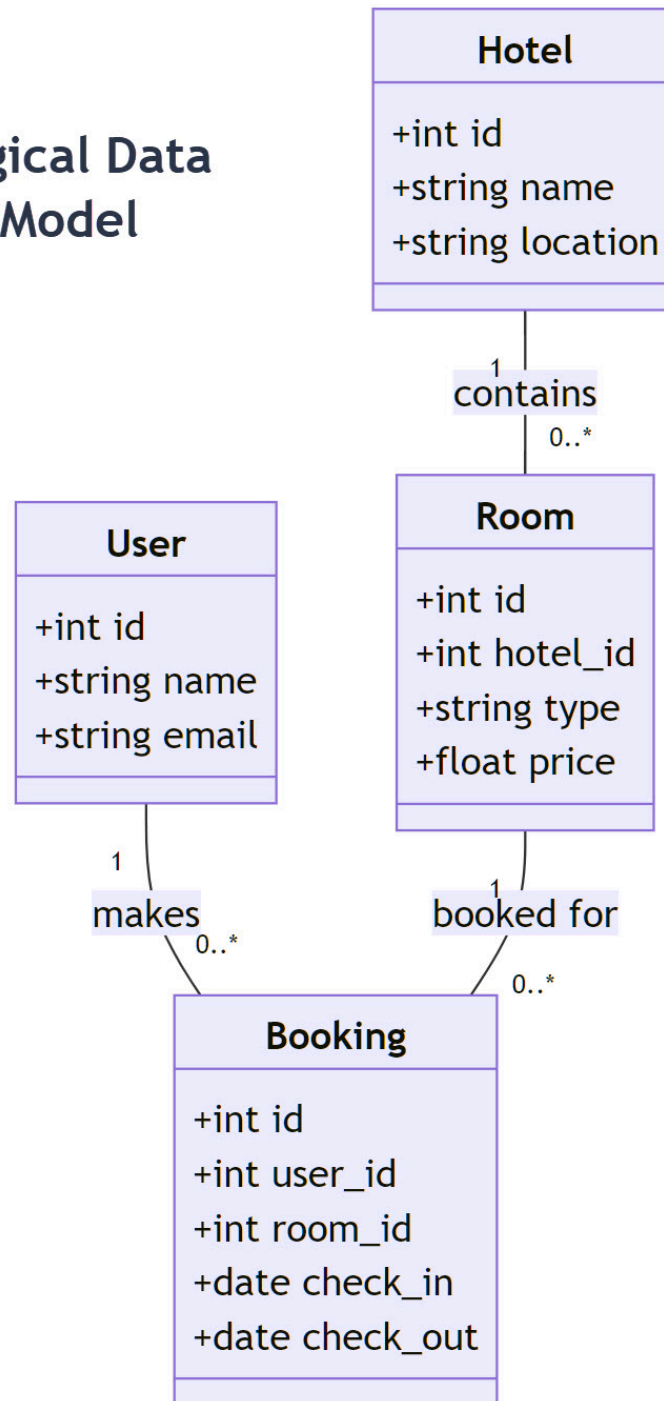 gical Data
Model
Hotel
+int id
+string name
+string location
1
contains
0..*
User
+int id
+string name
+string email
Room
+int id
+int hotel_id
+string type
+float price
1
makes
0..*
1
booked for
0..*
Booking
+int id
+int user_id
+int room_id
+date check_in
+date check_out